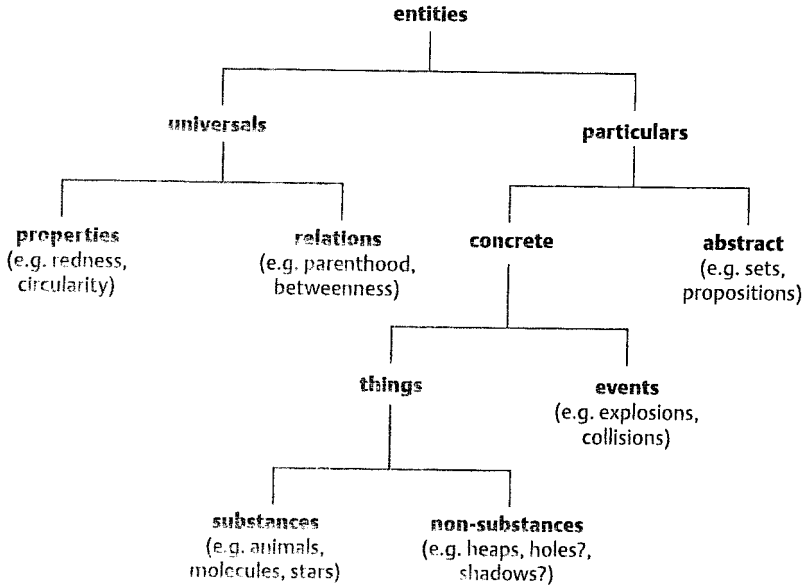 entities
universals
particulars
properties
(e.g. redness,
circularity)
relations
(e.g. parenthood,
betweenness)
concrete
abstract
(e.g. sets,
propositions)
things
events
(e.g. explosions,
collisions)
substances
(e.g. animals,
molecules, stars)
non-substances
(e.g. heaps, holes?,
shadows?)